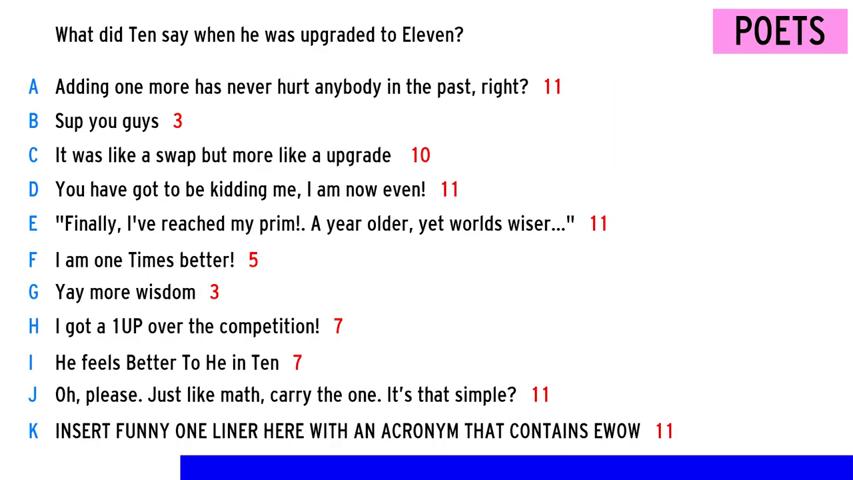 What did Ten say when he was upgraded to Eleven?
POETS
A Adding one more has never hurt anybody in the past, right? 11
B Sup you guys 3
C It was like a swap but more like a upgrade 10
D You have got to be kidding me, I am now even! 11
E "Finally, I've reached my prim!. A year older, yet worlds wiser..." 11
F I am one Times better! 5
G Yay more wisdom 3
H I got a 1UP over the competition! 7
I He feels Better To He in Ten 7
J Oh, please. Just like math, carry the one. It's that simple? 11
K INSERT FUNNY ONE LINER HERE WITH AN ACRONYM THAT CONTAINS EWOW 11